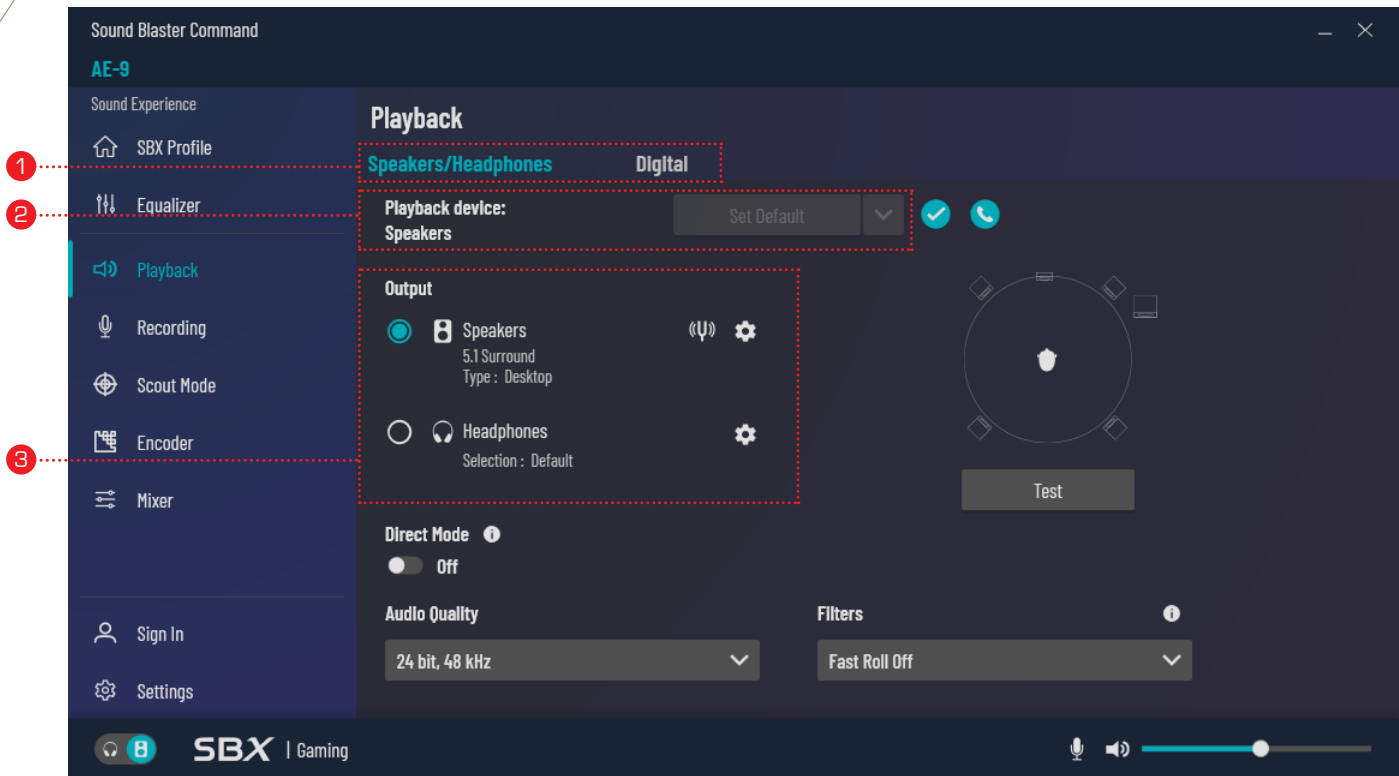 Sound Blaster Command
AE-9
Sound Experience
SBX Profile
Equalizer
Playback
Recording
Scout Mode
Encoder
Mixer
Sign In
Settings
1
2
3
Playback
Speakers/Headphones Digital
Playback device:
Speakers
Set Default
Output
Speakers
5.1 Surround
Type : Desktop
Headphones
Selection : Default
Test
Direct Mode
Off
Audio Quality
24 bit, 48 kHz
Filters
Fast Roll Off
SBX | Gaming